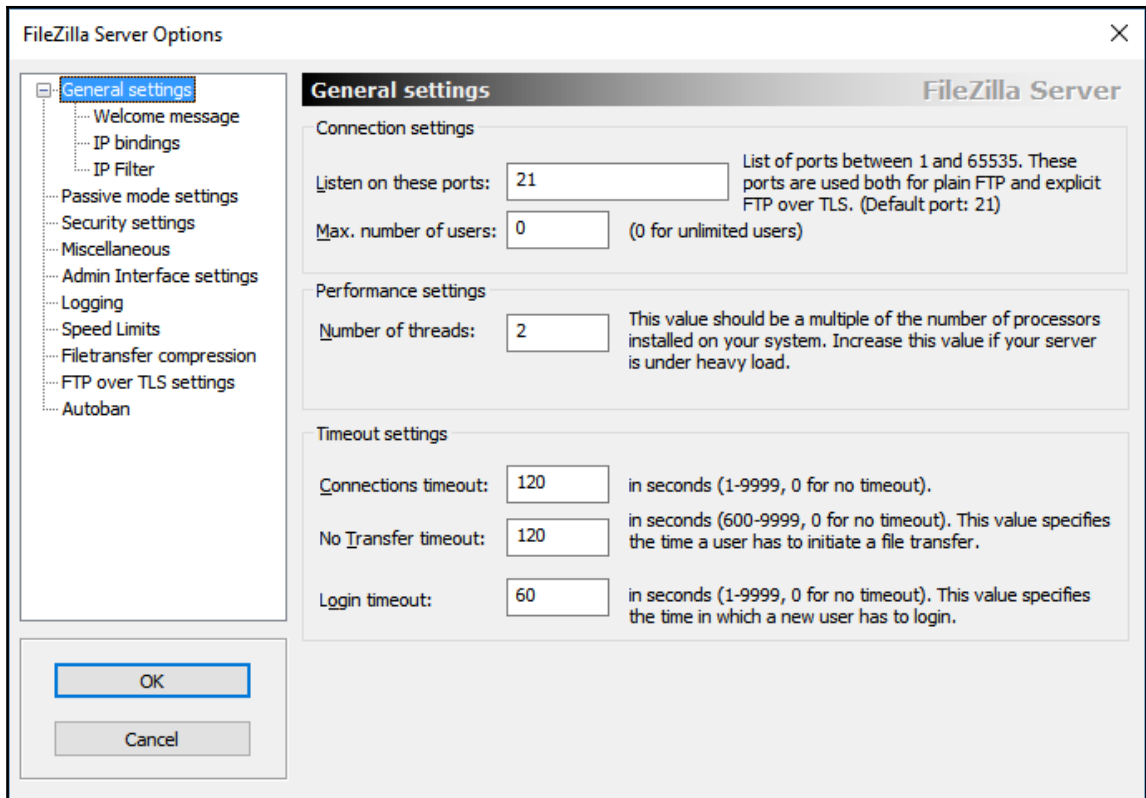 FileZilla Server Options
General settings
Welcome message
IP bindings
IP Filter
Passive mode settings
Security settings
Miscellaneous
Admin Interface settings
Logging
Speed Limits
Filetransfer compression
FTP over TLS settings
Autoban
OK
Cancel
General settings
FileZilla Server
Connection settings
Listen on these ports: 21
List of ports between 1 and 65535. These
ports are used both for plain FTP and explicit
FTP over TLS. (Default port: 21)
Max. number of users: 0 (0 for unlimited users)
Performance settings
Number of threads: 2
This value should be a multiple of the number of processors
installed on your system. Increase this value if your server
is under heavy load.
Timeout settings
Connections timeout: 120 in seconds (1-9999, 0 for no timeout).
No Transfer timeout: 120
in seconds (600-9999, 0 for no timeout). This value specifies
the time a user has to initiate a file transfer.
Login timeout: 60
in seconds (1-9999, 0 for no timeout). This value specifies
the time in which a new user has to login.